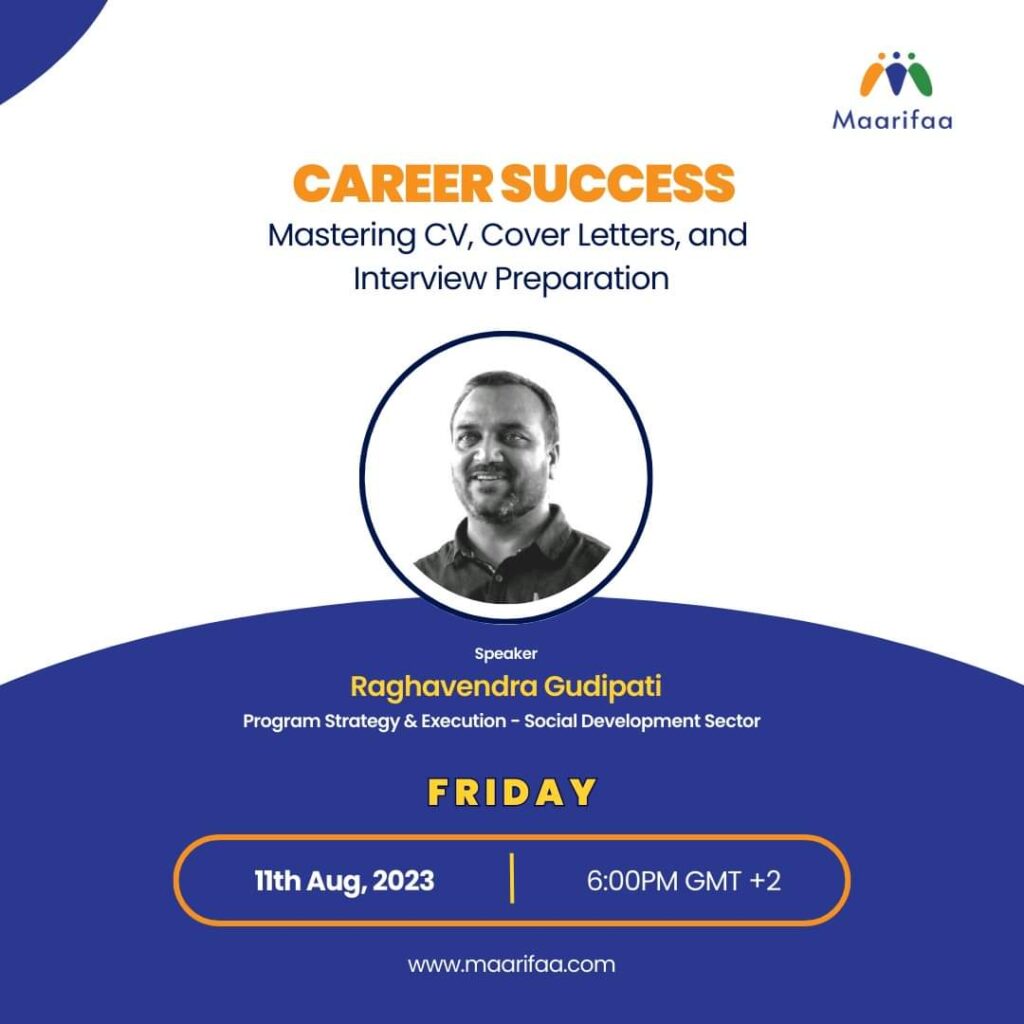 Maarifaa
CAREER SUCCESS
Mastering CV, Cover Letters, and
Interview Preparation
Speaker
Raghavendra Gudipati
Program Strategy & Execution - Social Development Sector
FRIDAY
11th Aug, 2023
6:00PM GMT +2
www.maarifaa.com